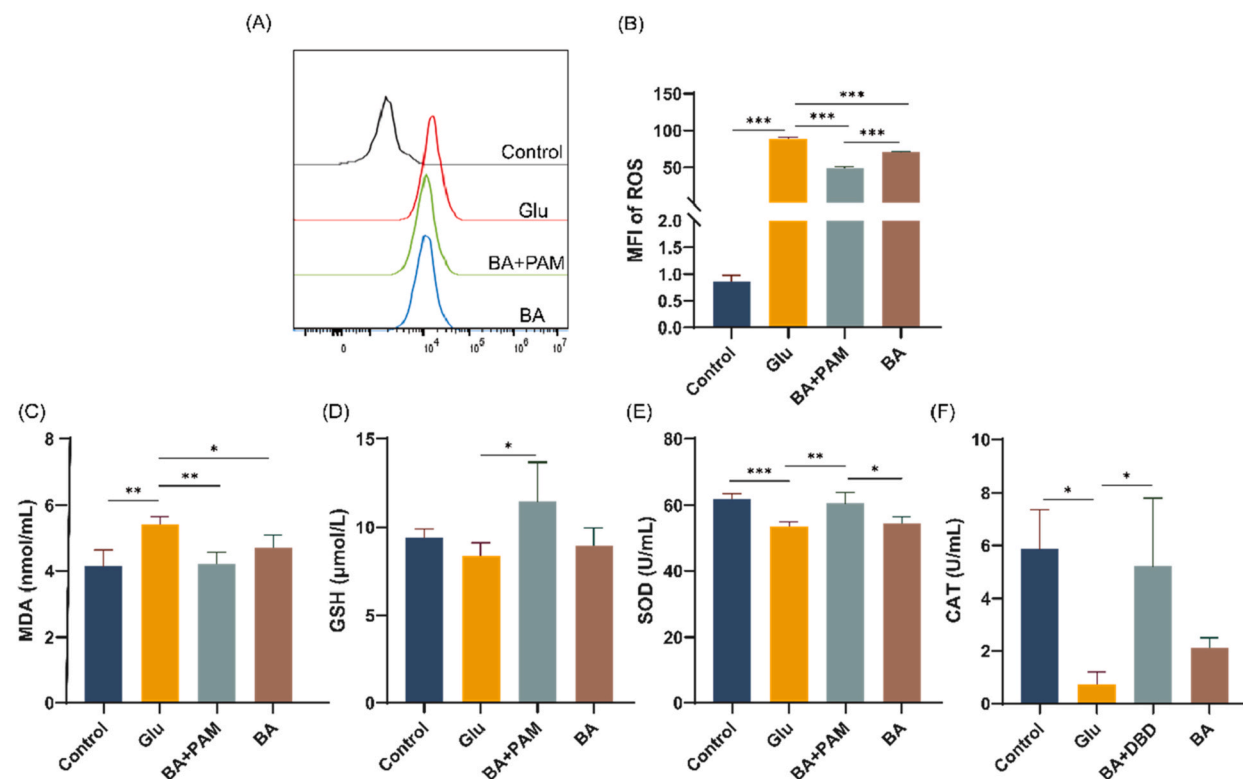 (A)
Control
Glu
BA+PAM
BA
0
10^4
10^5
10^6
10^7
(B)
MFI of ROS
150
100
50
2.0
1.5
1.0
0.5
0.0
***
***
***
***
Control
Glu
BA+PAM
BA
(C)
MDA (nmol/mL)
8
6
4
2
0
*
**
**
Control
Glu
BA+PAM
BA
(D)
GSH (μmol/L)
15
10
5
0
*
Control
Glu
BA+PAM
BA
(E)
SOD (U/mL)
80
60
40
20
0
***
**
*
Control
Glu
BA+PAM
BA
(F)
CAT (U/mL)
10
8
6
4
2
0
*
*
Control
Glu
BA+DBD
BA